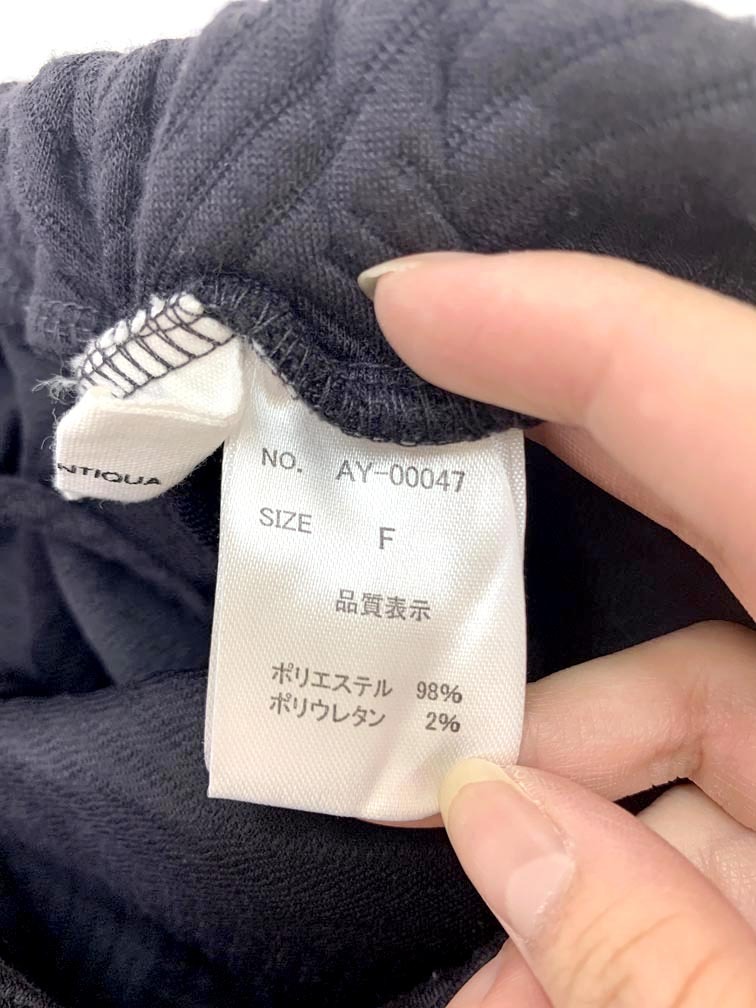 NTIQUA
NO. AY-00047
SIZE F
品質表示
ポリエステル 98%
ポリウレタン 2%